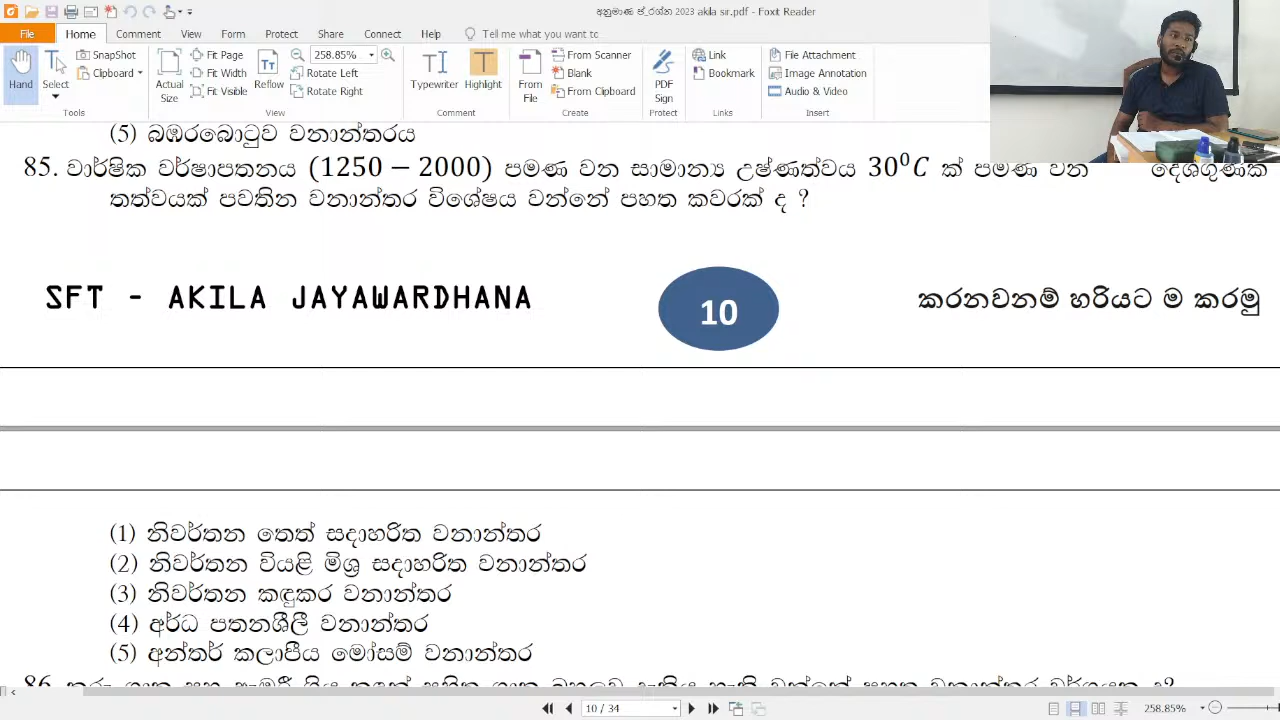 අනුමාණ ප්_රශ්න 2023 akla sr.pdf - Foxit Reader
File Home Comment View Form Protect Share Connect Help Tell me what you want to
Hand
Select
Tools
SnapShot
Clipboard
Actual Size
Fit Page
Fit Width
Fit Visible
Reflow
258.85%
Rotate Left
Rotate Right
View
Typewriter
Highlight
Comment
From File
From Scanner
Blank
From Clipboard
Create
PDF Sign
Protect
Link
Bookmark
Links
File Attachment
Image Annotation
Audio & Video
Insert
(5) බඹරබොටුව වනාන්තරය
85. වාර්ෂික වර්ෂාපතනය (1250 − 2000) පමණ වන සාමාන්‍ය උෂ්ණත්වය 30⁰C ක් පමණ වන දේශගුණික
තත්වයක් පවතින වනාන්තර විශේෂය වන්නේ පහත කවරක් ද ?
SFT - AKILA JAYAWARDHANA
10
කරනවනම් හරියට ම කරමු
(1) නිවර්තන තෙත් සදාහරිත වනාන්තර
(2) නිවර්තන වියළි මිශ්‍ර සදාහරිත වනාන්තර
(3) නිවර්තන කඳුකර වනාන්තර
(4) අර්ධ පතනශීලී වනාන්තර
(5) අන්තර් කලාපීය මෝසම් වනාන්තර
86.
10 / 34
258.85%